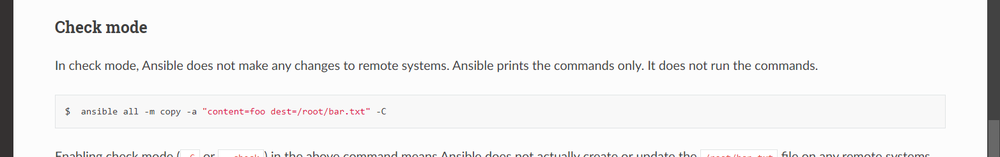 Check mode
In check mode, Ansible does not make any changes to remote systems. Ansible prints the commands only. It does not run the commands.
$  ansible all -m copy -a "content=foo dest=/root/bar.txt" -C
Enabling check mode (-C or --check) in the above command means Ansible does not actually create or update the /root/bar.txt file on any remote systems.